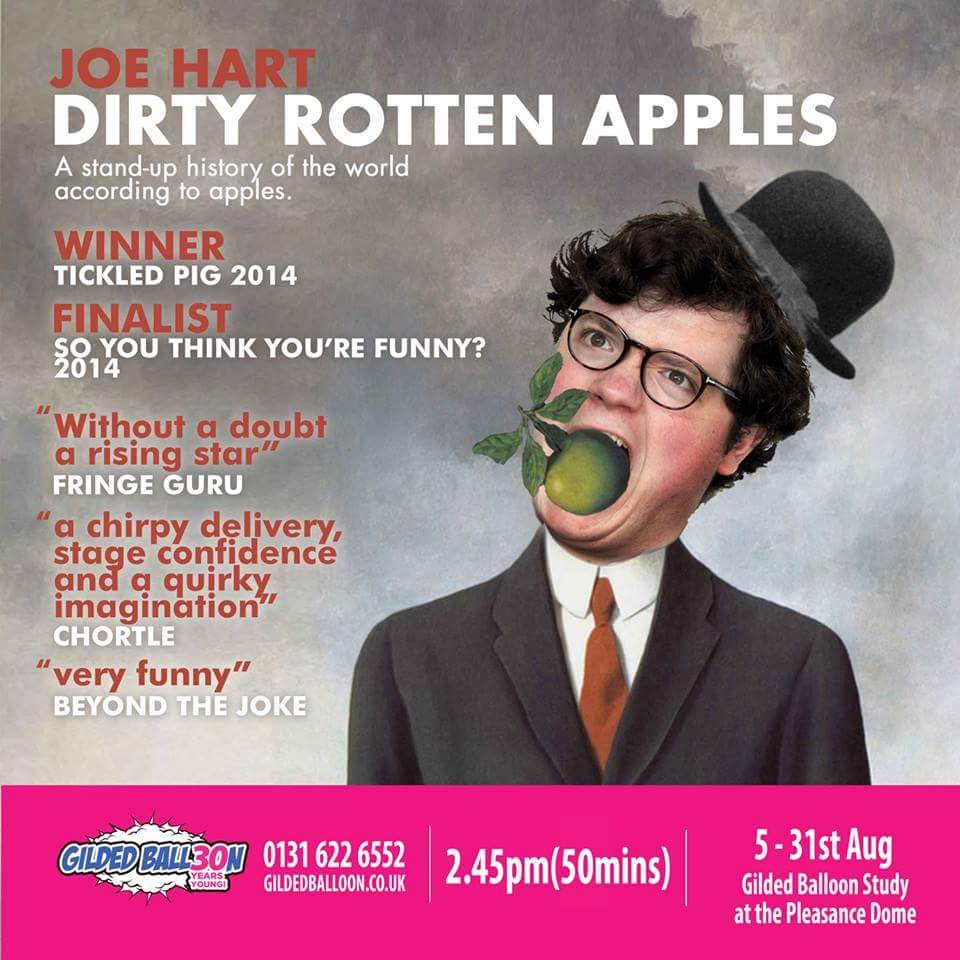 JOE HART
DIRTY ROTTEN APPLES
A stand-up history of the world
according to apples.
WINNER
TICKLED PIG 2014
FINALIST
SO YOU THINK YOU’RE FUNNY?
2014
“Without a doubt
a rising star”
FRINGE GURU
“a chirpy delivery,
stage confidence
and a quirky
imagination”
CHORTLE
“very funny”
BEYOND THE JOKE
GILDED BALL30N
YEARS
YOUNG!
0131 622 6552
GILDEDBALLOON.CO.UK
2.45pm(50mins)
5 - 31st Aug
Gilded Balloon Study
at the Pleasance Dome